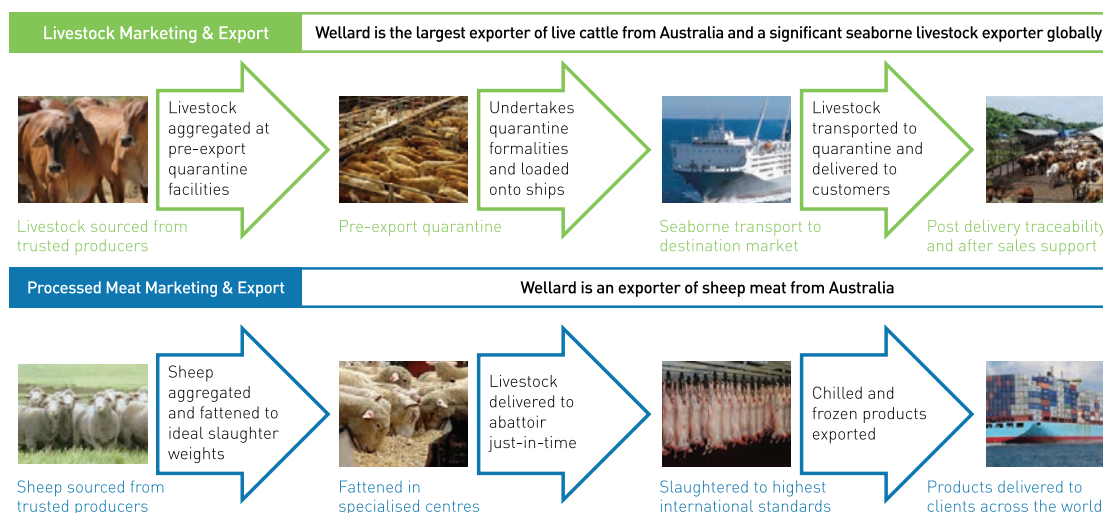 Livestock Marketing & Export
Wellard is the largest exporter of live cattle from Australia and a significant seaborne livestock exporter globally
Livestock
aggregated at
pre-export
quarantine
facilities
Undertakes
quarantine
formalities
and loaded
onto ships
Livestock
transported to
quarantine and
delivered to
customers
Livestock sourced from
trusted producers
Pre-export quarantine
Seaborne transport to
destination market
Post delivery traceability
and after sales support
Processed Meat Marketing & Export
Wellard is an exporter of sheep meat from Australia
Sheep
aggregated
and fattened to
ideal slaughter
weights
Livestock
delivered to
abattoir
just-in-time
Chilled and
frozen products
exported
Sheep sourced from
trusted producers
Fattened in
specialised centres
Slaughtered to highest
international standards
Products delivered to
clients across the world